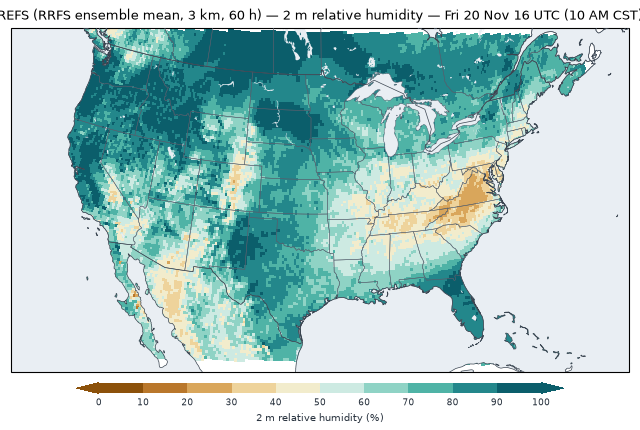 REFS (RRFS ensemble mean, 3 km, 60 h) — 2 m relative humidity — Fri 20 Nov 16 UTC (10 AM CST)
0 10 20 30 40 50 60 70 80 90 100
2 m relative humidity (%)